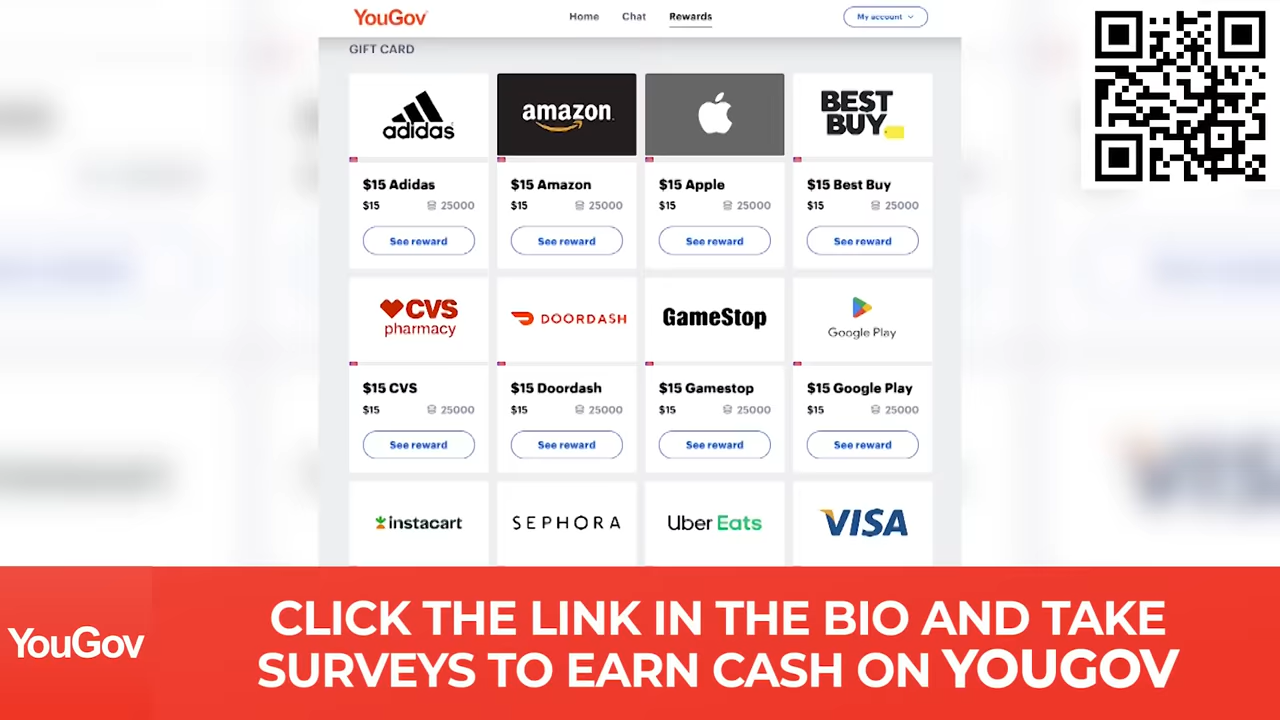 YouGov
Home Chat Rewards My account
GIFT CARD
adidas amazon BEST BUY
$15 Adidas $15 Amazon $15 Apple $15 Best Buy
$15 25000 $15 25000 $15 25000 $15 25000
See reward See reward See reward See reward
CVS pharmacy DOORDASH GameStop Google Play
$15 CVS $15 Doordash $15 Gamestop $15 Google Play
$15 25000 $15 25000 $15 25000 $15 25000
See reward See reward See reward See reward
instacart SEPHORA Uber Eats VISA
VISA
YouGov
CLICK THE LINK IN THE BIO AND TAKE
SURVEYS TO EARN CASH ON YOUGOV